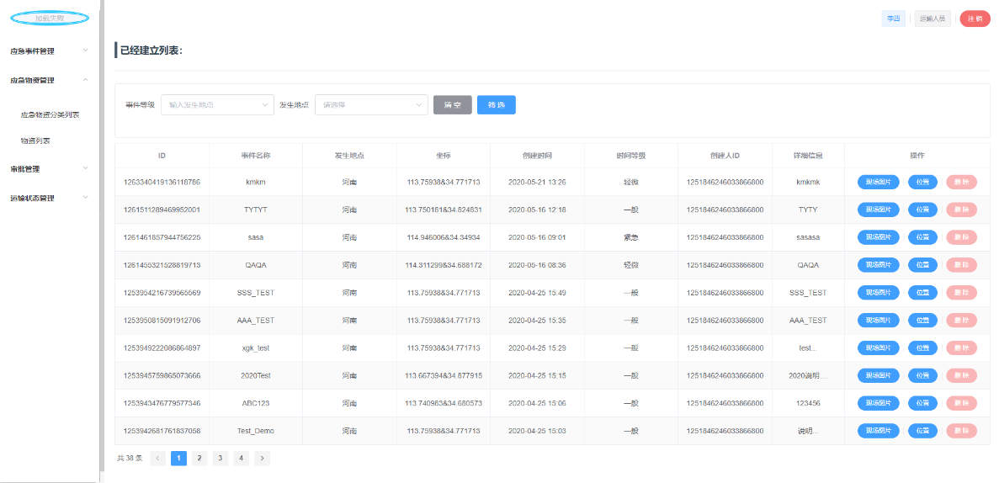 加载失败
李四 运输人员 注 销
应急事件管理
应急物资管理
应急物资分类列表
物资列表
审批管理
运输状态管理
已经建立列表:
事件等级 输入发生地点 发生地点 请选择 清 空 筛 选
ID 事件名称 发生地点 坐标 创建时间 时间等级 创建人ID 详细信息 操作
1263340419136118786 kmkm 河南 113.75938&34.771713 2020-05-21 13:26 轻微 1251846246033866800 kmkmk 现场图片 位置 删 除
1261511289469952001 TYTYT 河南 113.750181&34.824831 2020-05-16 12:18 一般 1251846246033866800 TYTY 现场图片 位置 删 除
1261461857944756225 sasa 河南 114.946006&34.34934 2020-05-16 09:01 紧急 1251846246033866800 sasasa 现场图片 位置 删 除
1261455321528819713 QAQA 河南 114.311299&34.688172 2020-05-16 08:36 轻微 1251846246033866800 QAQA 现场图片 位置 删 除
1253954216739565569 SSS_TEST 河南 113.75938&34.771713 2020-04-25 15:49 一般 1251846246033866800 SSS_TEST 现场图片 位置 删 除
1253950815091912706 AAA_TEST 河南 113.75938&34.771713 2020-04-25 15:35 一般 1251846246033866800 AAA_TEST 现场图片 位置 删 除
1253949222086864897 xgk_test 河南 113.75938&34.771713 2020-04-25 15:29 一般 1251846246033866800 test... 现场图片 位置 删 除
1253945759865073666 2020Test 河南 113.667394&34.877915 2020-04-25 15:15 一般 1251846246033866800 2020说明.... 现场图片 位置 删 除
1253943476779577346 ABC123 河南 113.740983&34.680573 2020-04-25 15:06 一般 1251846246033866800 123456 现场图片 位置 删 除
1253942681761837058 Test_Demo 河南 113.75938&34.771713 2020-04-25 15:03 一般 1251846246033866800 说明... 现场图片 位置 删 除
共 38 条 1 2 3 4